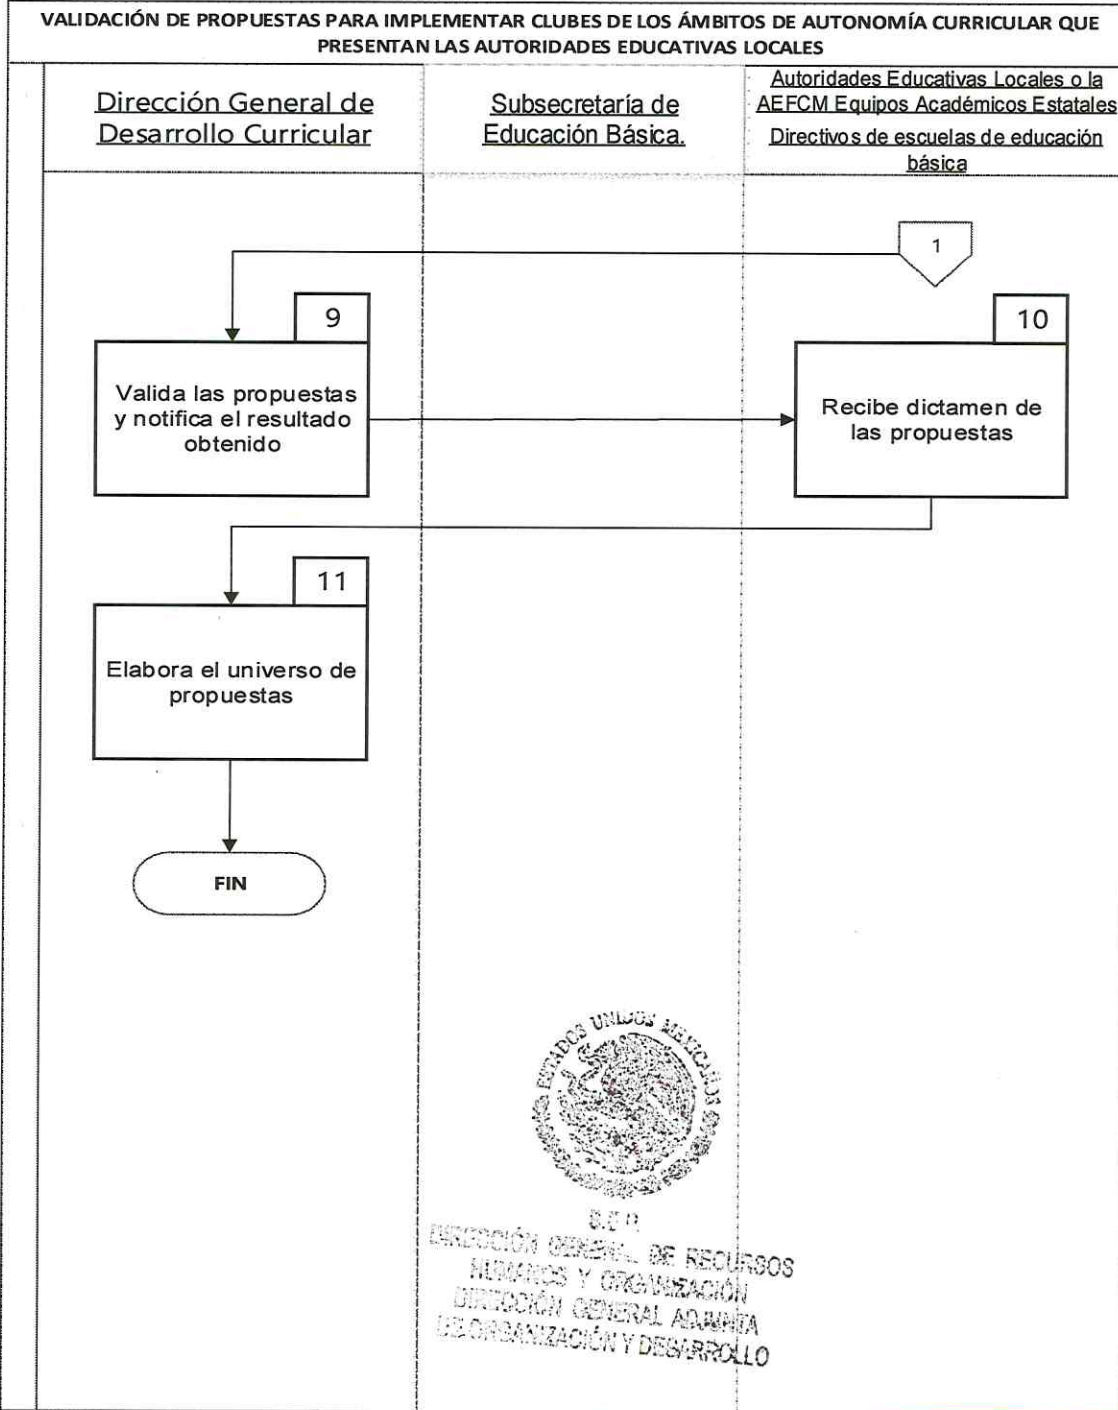 VALIDACIÓN DE PROPUESTAS PARA IMPLEMENTAR CLUBES DE LOS ÁMBITOS DE AUTONOMÍA CURRICULAR QUE
PRESENTAN LAS AUTORIDADES EDUCATIVAS LOCALES
Dirección General de
Desarrollo Curricular
Subsecretaría de
Educación Básica.
Autoridades Educativas Locales o la
AEFCM Equipos Académicos Estatales
Directivos de escuelas de educación
básica
1
9
Valida las propuestas
y notifica el resultado
obtenido
10
Recibe dictamen de
las propuestas
11
Elabora el universo de
propuestas
FIN
ESTADOS UNIDOS MEXICANOS
S.E.P.
DIRECCIÓN GENERAL DE RECURSOS
HUMANOS Y ORGANIZACIÓN
DIRECCIÓN GENERAL ADJUNTA
DE ORGANIZACIÓN Y DESARROLLO